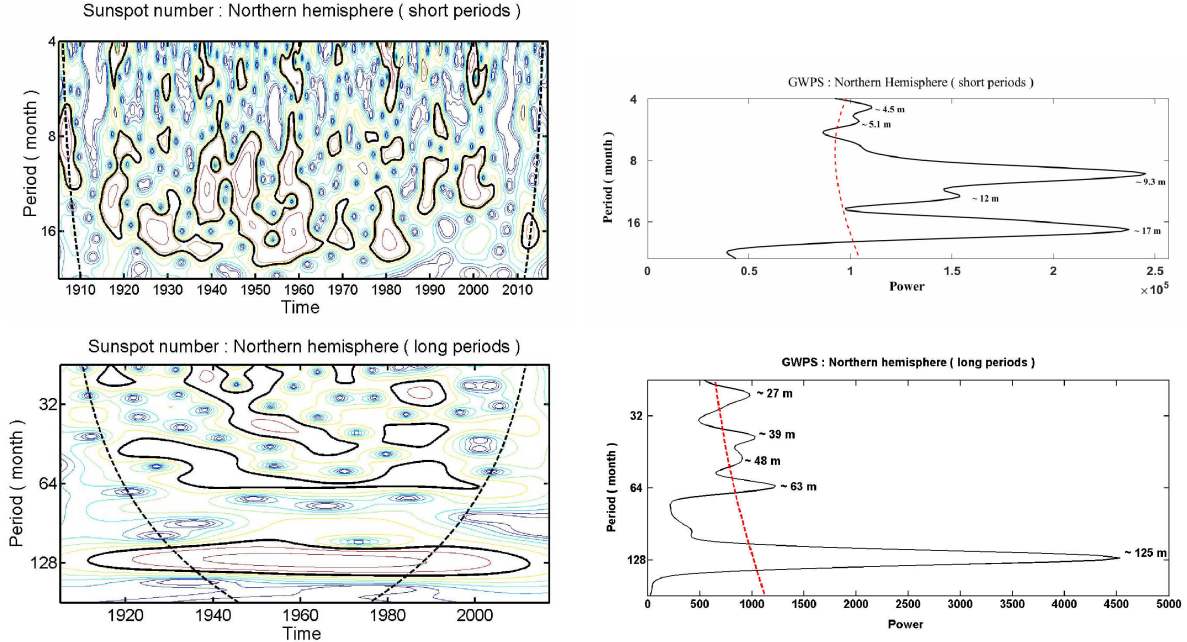 Sunspot number : Northern hemisphere ( short periods )
4
8
16
Period ( month )
1910 1920 1930 1940 1950 1960 1970 1980 1990 2000 2010
Time
GWPS : Northern Hemisphere ( short periods )
4
8
16
Period ( month )
~ 4.5 m
~ 5.1 m
~ 9.3 m
~ 12 m
~ 17 m
0 0.5 1 1.5 2 2.5
Power
×10⁵
Sunspot number : Northern hemisphere ( long periods )
32
64
128
Period ( month )
1920 1940 1960 1980 2000
Time
GWPS : Northern hemisphere ( long periods )
32
64
128
Period ( month )
~ 27 m
~ 39 m
~ 48 m
~ 63 m
~ 125 m
0 500 1000 1500 2000 2500 3000 3500 4000 4500 5000
Power